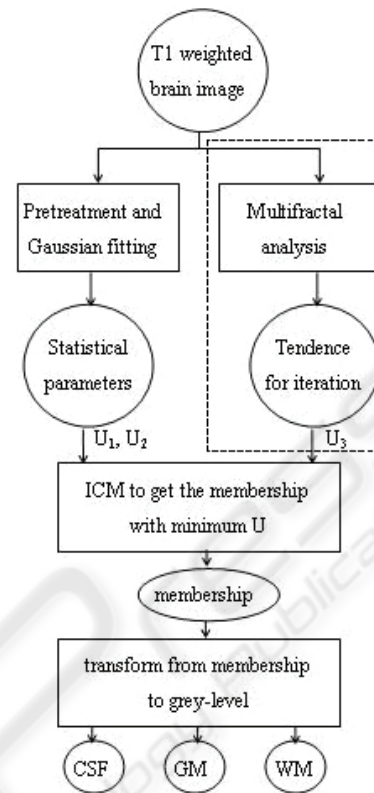 T1 weighted
brain image
Pretreatment and
Gaussian fitting
Multifractal
analysis
Statistical
parameters
Tendence
for iteration
U₁, U₂
U₃
ICM to get the membership
with minimum U
membership
transform from membership
to grey-level
CSF
GM
WM